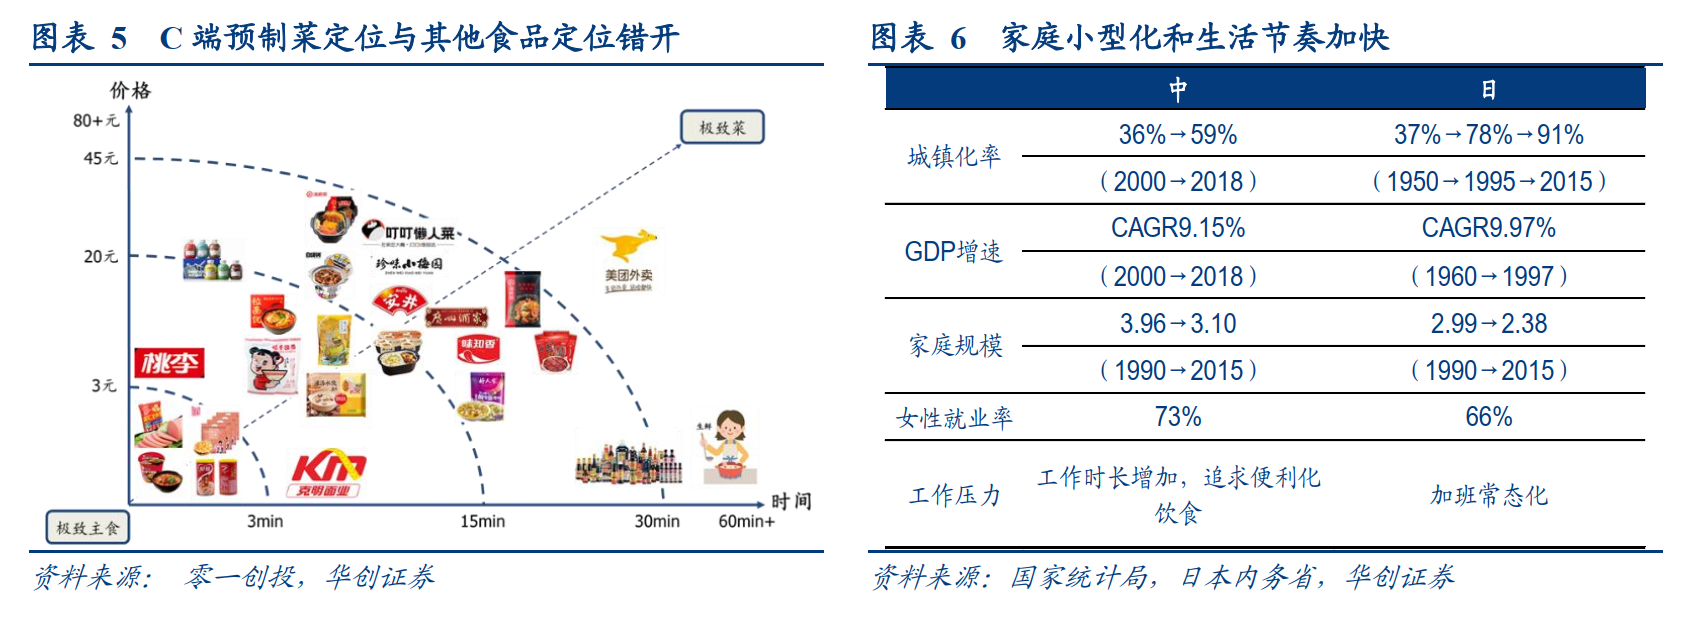 图表 5 C 端预制菜定位与其他食品定位错开
价格
80+元
45元
20元
3元
极致菜
叮叮懒人菜
珍味小梅园
安井
广州酒家
味知香
桃李
美团外卖
生鲜
KM
克明面业
时间
3min
15min
30min
60min+
极致主食
资料来源： 零一创投，华创证券
图表 6 家庭小型化和生活节奏加快
中 日
城镇化率
36%→59% 37%→78%→91%
（2000→2018） （1950→1995→2015）
GDP增速
CAGR9.15% CAGR9.97%
（2000→2018） （1960→1997）
家庭规模
3.96→3.10 2.99→2.38
（1990→2015） （1990→2015）
女性就业率 73% 66%
工作压力
工作时长增加，追求便利化
饮食
加班常态化
资料来源：国家统计局，日本内务省，华创证券